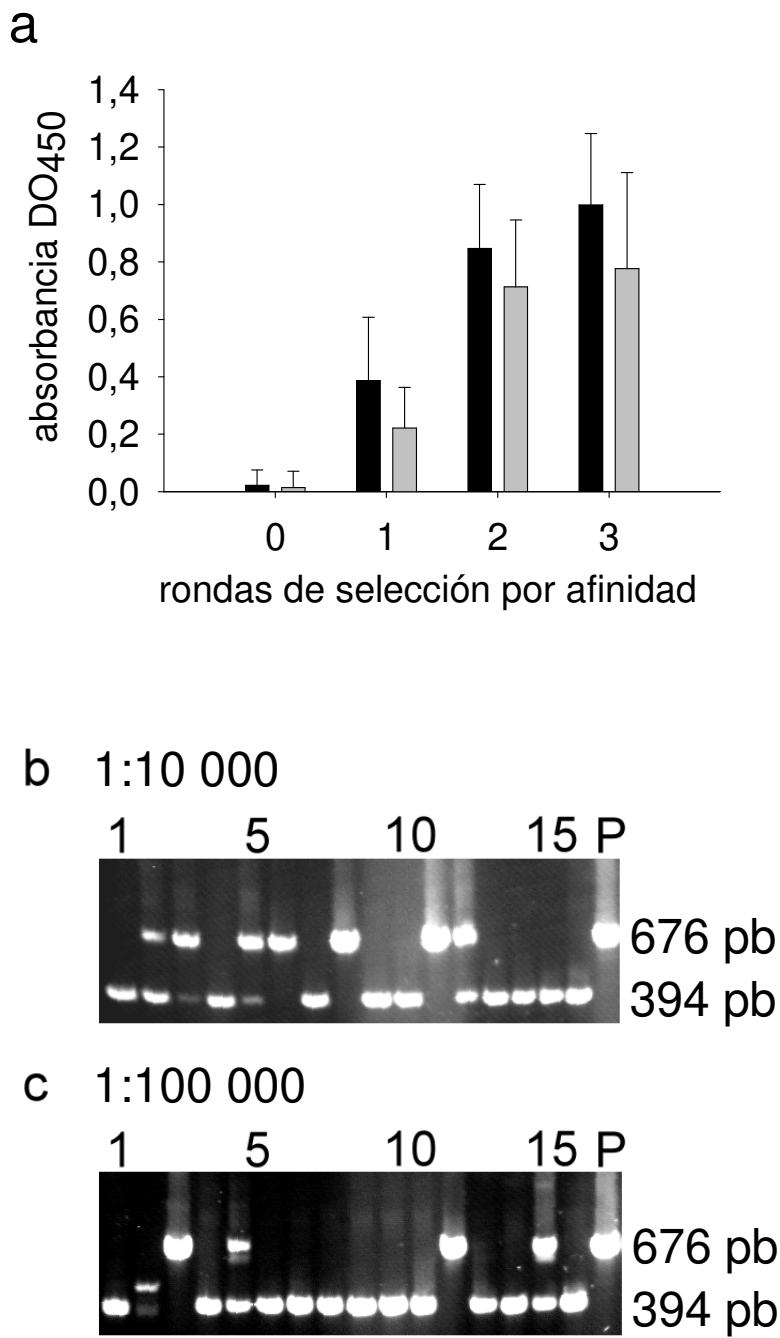 a
absorbancia DO450
1,4
1,2
1,0
0,8
0,6
0,4
0,2
0,0
0 1 2 3
rondas de selección por afinidad
b 1:10 000
1 5 10 15 P
676 pb
394 pb
c 1:100 000
1 5 10 15 P
676 pb
394 pb